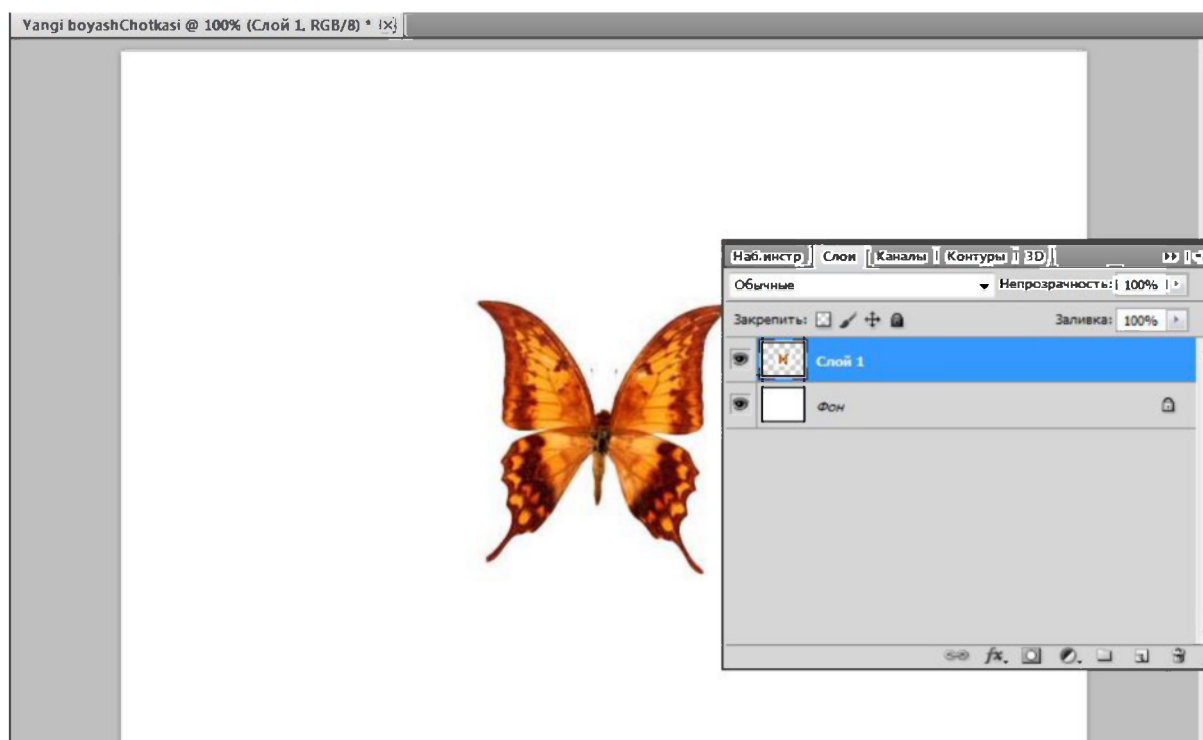 Yangi boyashChotkasi @ 100% (Слой 1, RGB/8) *
Наб.инстр Слои Каналы Контуры 3D
Обычные Непрозрачность: 100%
Закрепить: Заливка: 100%
Слой 1
Фон
fx.